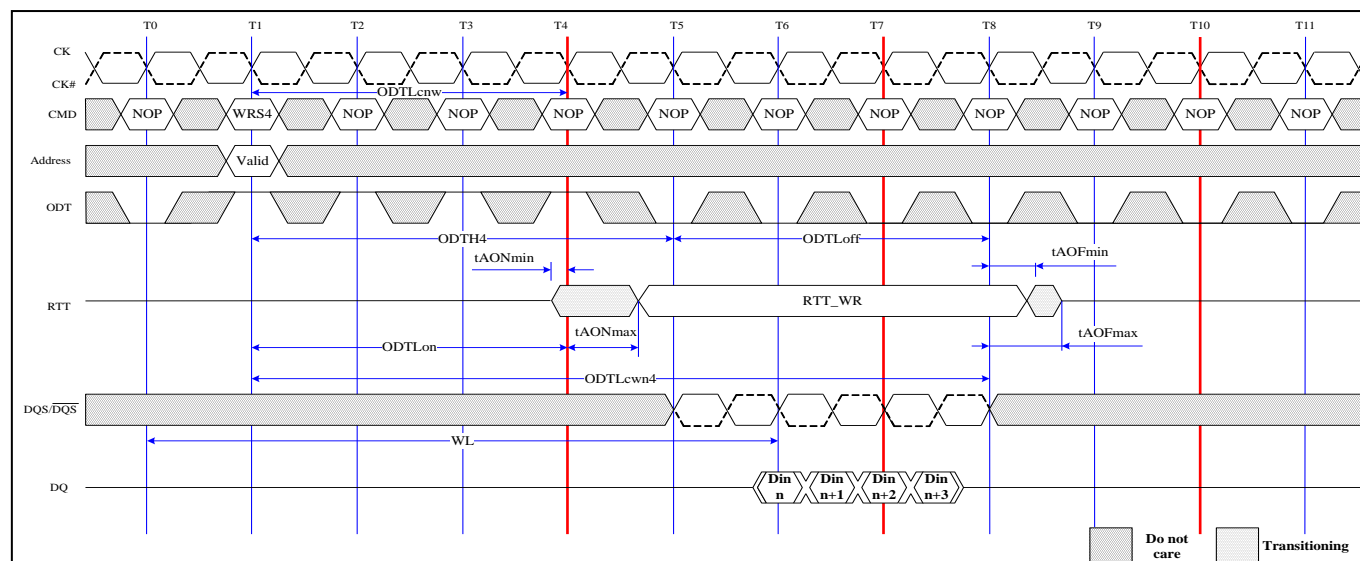 T0 T1 T2 T3 T4 T5 T6 T7 T8 T9 T10 T11
CK
CK#
ODTLcnw
CMD NOP WRS4 NOP NOP NOP NOP NOP NOP NOP NOP NOP NOP
Address Valid
ODT
ODTH4 ODTLoff
tAONmin tAOFmin
RTT RTT_WR
tAONmax tAOFmax
ODTLon
ODTLcwn4
DQS/DQS
WL
DQ Din n Din n+1 Din n+2 Din n+3
Do not care
Transitioning